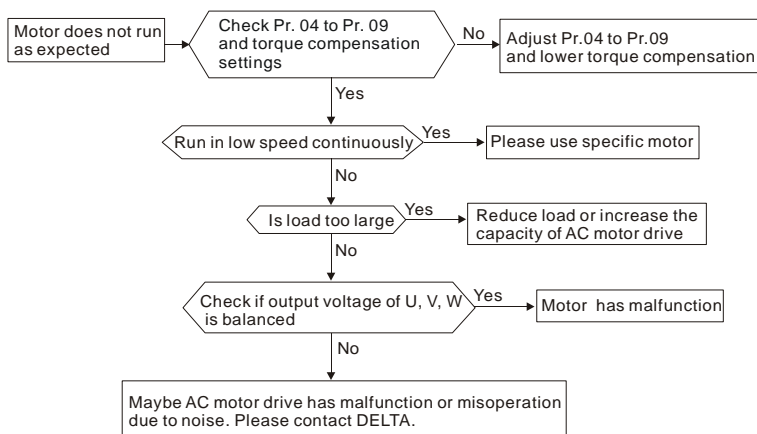 Motor does not run
as expected
Check Pr. 04 to Pr. 09
and torque compensation
settings
No
Adjust Pr.04 to Pr.09
and lower torque compensation
Yes
Run in low speed continuously
Yes
Please use specific motor
No
Is load too large
Yes
Reduce load or increase the
capacity of AC motor drive
No
Check if output voltage of U, V, W
is balanced
Yes
Motor has malfunction
No
Maybe AC motor drive has malfunction or misoperation
due to noise. Please contact DELTA.